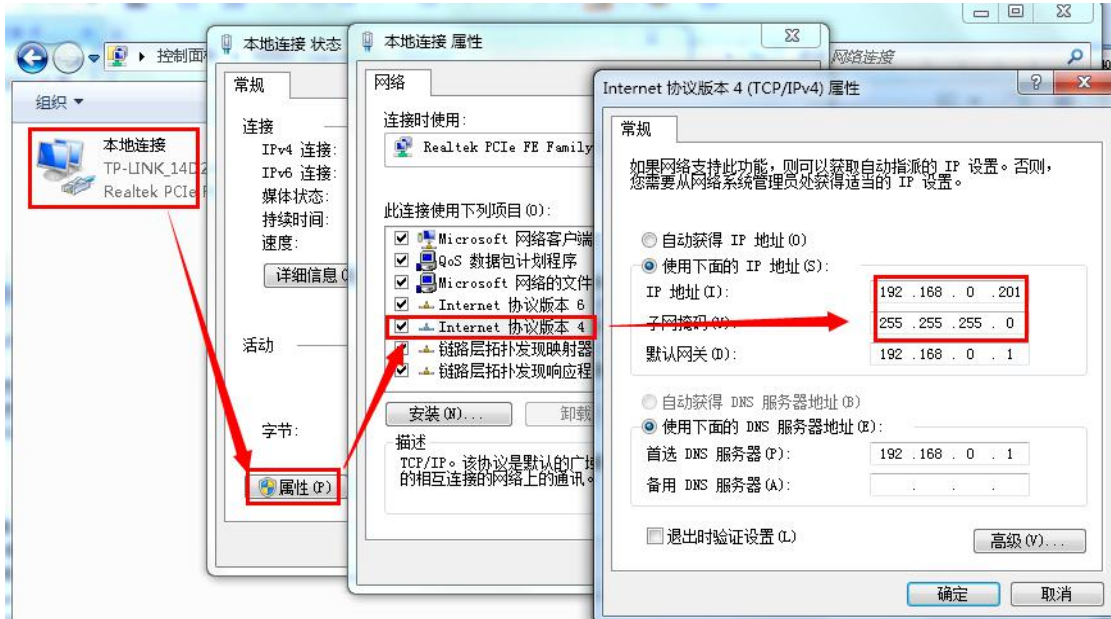 控制面
网络连接
组织
本地连接
TP-LINK_14D2
Realtek PCIe F
本地连接 状态
常规
连接
IPv4 连接:
IPv6 连接:
媒体状态:
持续时间:
速度:
详细信息(
活动
字节:
属性(P)
本地连接 属性
网络
连接时使用:
Realtek PCIe FE Family
此连接使用下列项目(O):
Microsoft 网络客户端
QoS 数据包计划程序
Microsoft 网络的文件
Internet 协议版本 6
Internet 协议版本 4
链路层拓扑发现映射器
链路层拓扑发现响应程
安装(N)...
卸载
描述
TCP/IP。该协议是默认的广域
的相互连接的网络上的通讯。
Internet 协议版本 4 (TCP/IPv4) 属性
常规
如果网络支持此功能，则可以获取自动指派的 IP 设置。否则，
您需要从网络系统管理员处获得适当的 IP 设置。
自动获得 IP 地址(O)
使用下面的 IP 地址(S):
IP 地址(I): 192 .168 . 0 .201
子网掩码(U): 255 .255 .255 . 0
默认网关(D): 192 .168 . 0 . 1
自动获得 DNS 服务器地址(B)
使用下面的 DNS 服务器地址(E):
首选 DNS 服务器(P): 192 .168 . 0 . 1
备用 DNS 服务器(A): . . .
退出时验证设置(L)
高级(V)...
确定
取消